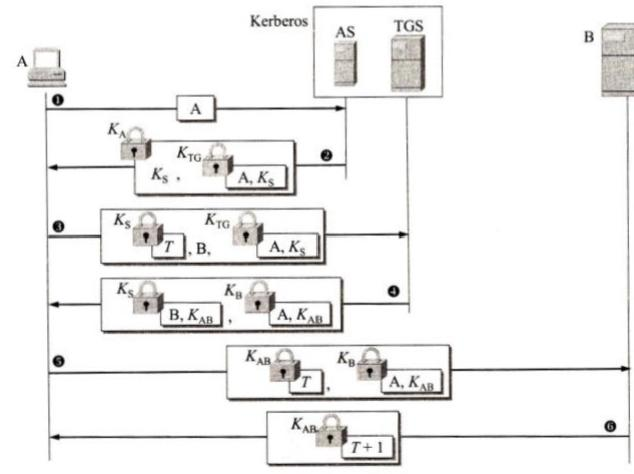 Kerberos
AS TGS
A
B
❶ A
K_A
K_TG ❷
K_S , A, K_S
K_S K_TG
❸ T , B, A, K_S
K_S K_B ❹
B, K_AB , A, K_AB
❺ K_AB K_B
T , A, K_AB
K_AB ❻
T + 1